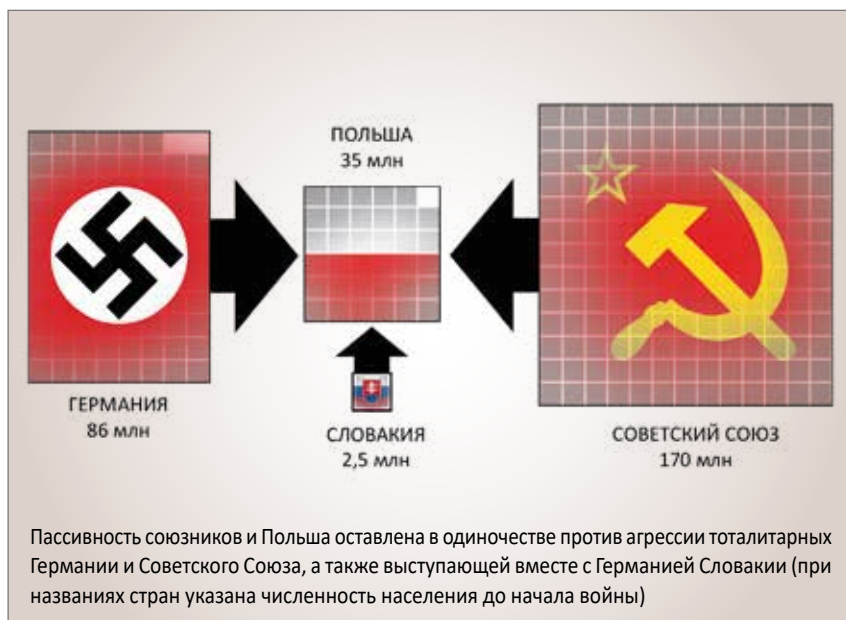 ПОЛЬША
35 млн
ГЕРМАНИЯ
86 млн
СЛОВАКИЯ
2,5 млн
СОВЕТСКИЙ СОЮЗ
170 млн
Пассивность союзников и Польша оставлена в одиночестве против агрессии тоталитарных
Германии и Советского Союза, а также выступающей вместе с Германией Словакии (при
названиях стран указана численность населения до начала войны)